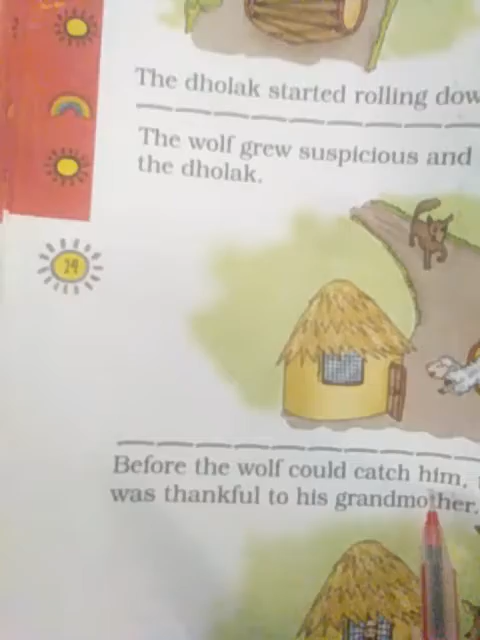 The dholak started rolling dow
The wolf grew suspicious and
the dholak.
29
Before the wolf could catch him,
was thankful to his grandmother.